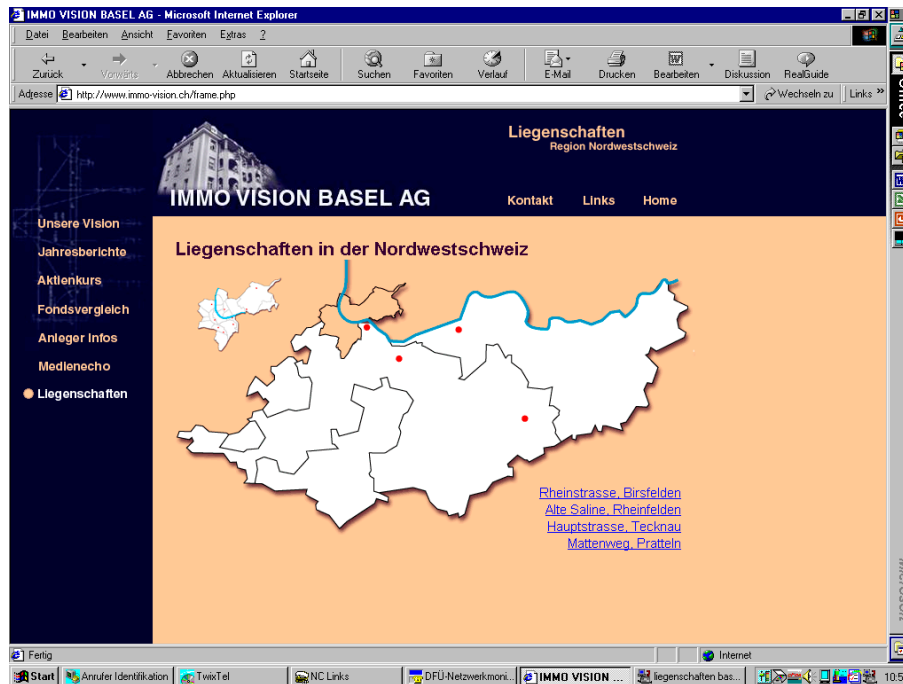 IMMO VISION BASEL AG - Microsoft Internet Explorer
Datei Bearbeiten Ansicht Favoriten Extras ?
Zurück Vorwärts Abbrechen Aktualisieren Startseite Suchen Favoriten Verlauf E-Mail Drucken Bearbeiten Diskussion RealGuide
Adresse http://www.immo-vision.ch/frame.php Wechseln zu Links »
Office
Liegenschaften
Region Nordwestschweiz
IMMO VISION BASEL AG
Kontakt Links Home
Unsere Vision
Jahresberichte
Aktienkurs
Fondsvergleich
Anleger Infos
Medienecho
Liegenschaften
Liegenschaften in der Nordwestschweiz
Rheinstrasse, Birsfelden
Alte Saline, Rheinfelden
Hauptstrasse, Tecknau
Mattenweg, Pratteln
Microsoft
Fertig Internet
Start Anrufer Identifikation TwixTel NC Links DFÜ-Netzwerkmoni... IMMO VISION ... liegenschaften bas... 10:5